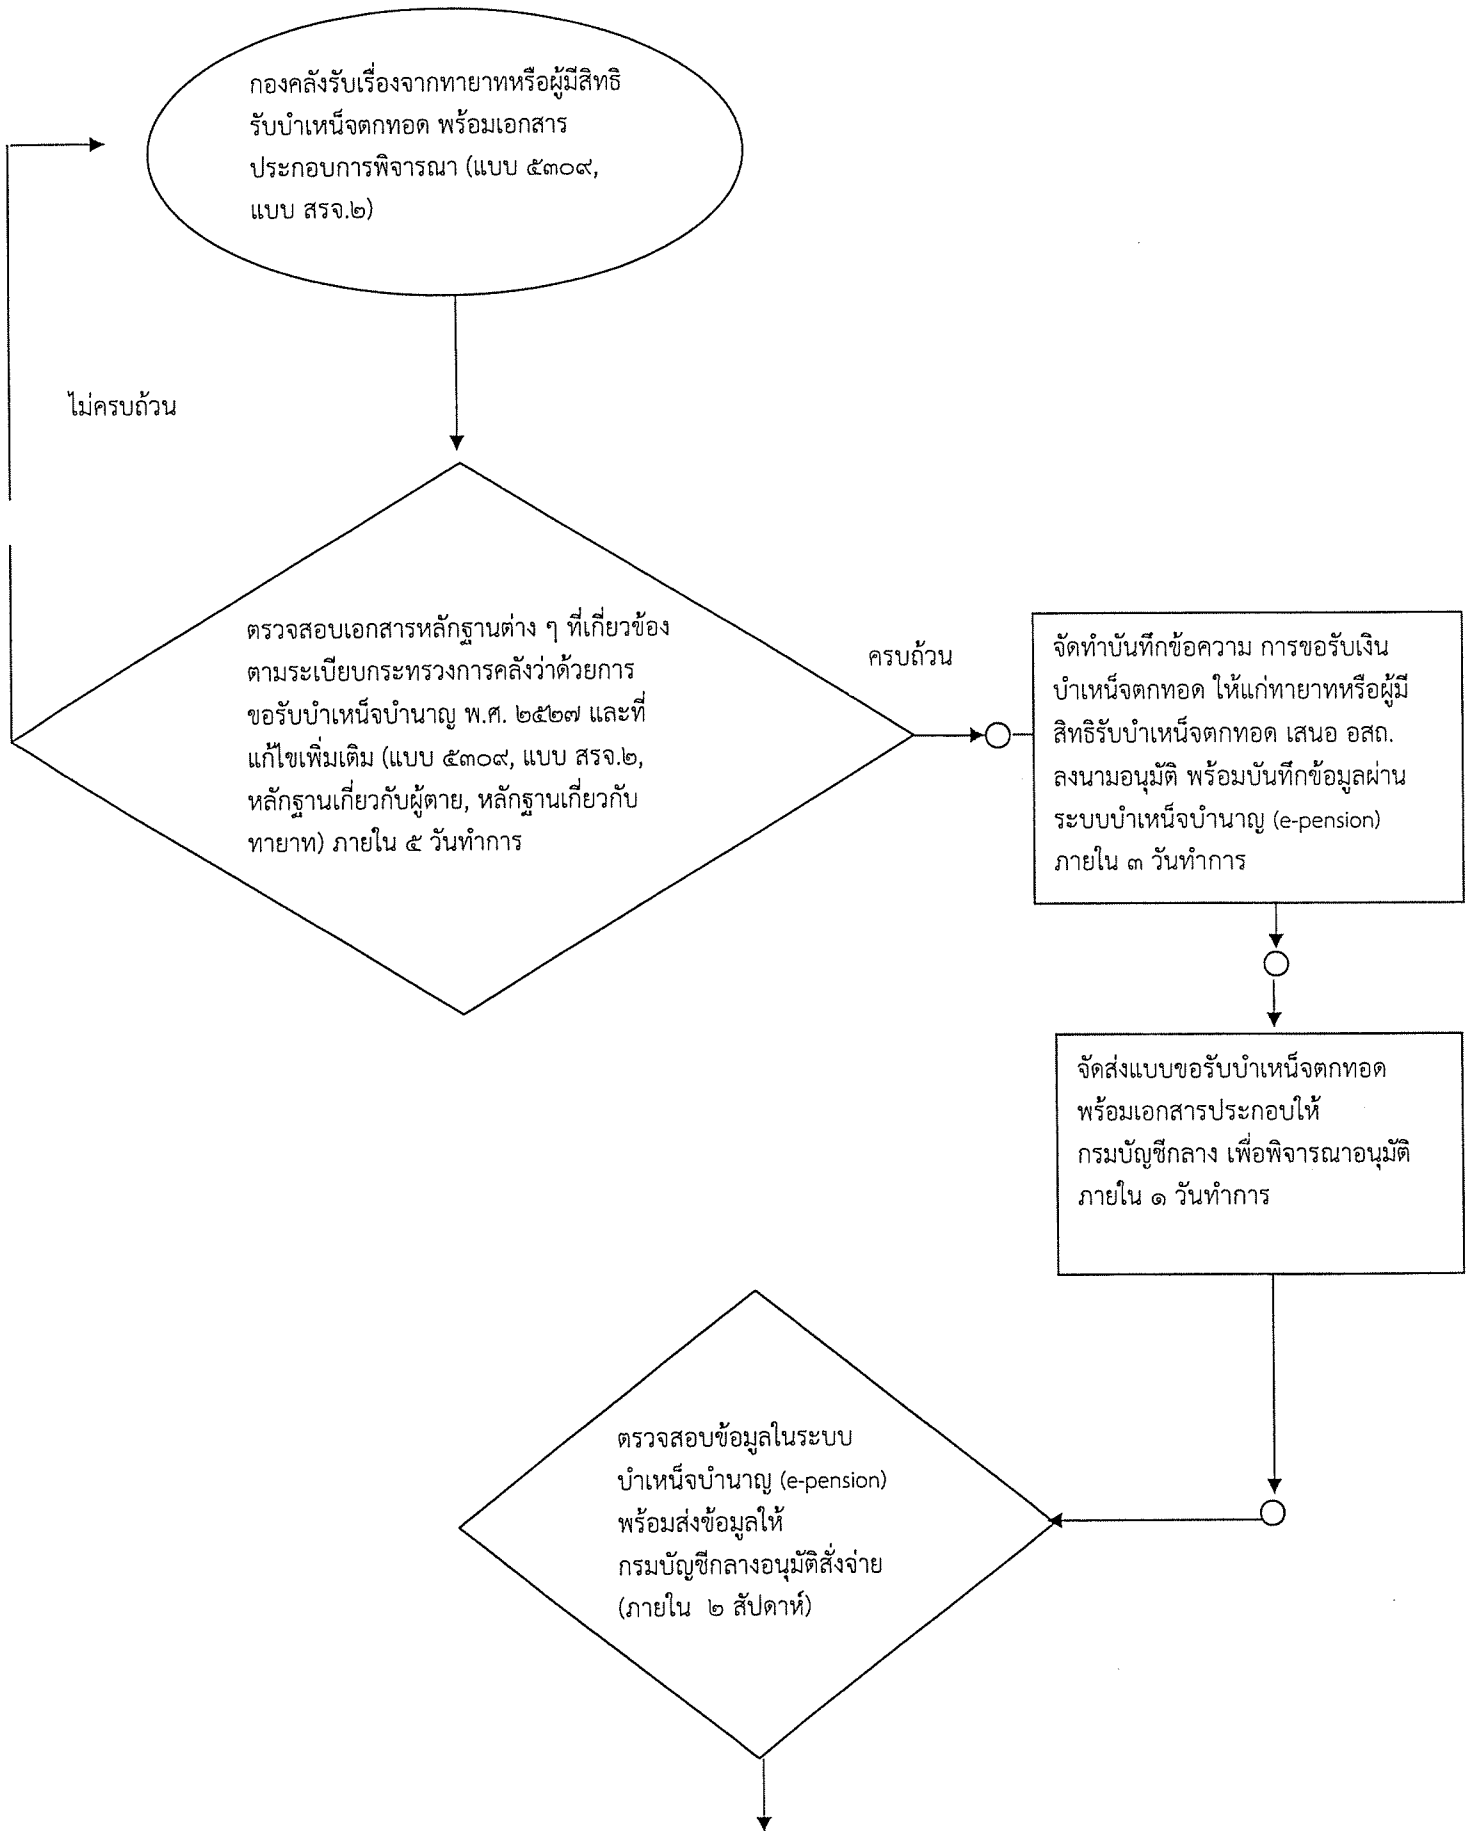 กองคลังรับเรื่องจากทายาทหรือผู้มีสิทธิ
รับบำเหน็จตกทอด พร้อมเอกสาร
ประกอบการพิจารณา (แบบ ๕๓๐๙,
แบบ สรจ.๒)
ไม่ครบถ้วน
ตรวจสอบเอกสารหลักฐานต่าง ๆ ที่เกี่ยวข้อง
ตามระเบียบกระทรวงการคลังว่าด้วยการ
ขอรับบำเหน็จบำนาญ พ.ศ. ๒๕๒๗ และที่
แก้ไขเพิ่มเติม (แบบ ๕๓๐๙, แบบ สรจ.๒,
หลักฐานเกี่ยวกับผู้ตาย, หลักฐานเกี่ยวกับ
ทายาท) ภายใน ๕ วันทำการ
ครบถ้วน
จัดทำบันทึกข้อความ การขอรับเงิน
บำเหน็จตกทอด ให้แก่ทายาทหรือผู้มี
สิทธิรับบำเหน็จตกทอด เสนอ อสถ.
ลงนามอนุมัติ พร้อมบันทึกข้อมูลผ่าน
ระบบบำเหน็จบำนาญ (e-pension)
ภายใน ๓ วันทำการ
จัดส่งแบบขอรับบำเหน็จตกทอด
พร้อมเอกสารประกอบให้
กรมบัญชีกลาง เพื่อพิจารณาอนุมัติ
ภายใน ๑ วันทำการ
ตรวจสอบข้อมูลในระบบ
บำเหน็จบำนาญ (e-pension)
พร้อมส่งข้อมูลให้
กรมบัญชีกลางอนุมัติสั่งจ่าย
(ภายใน ๒ สัปดาห์)